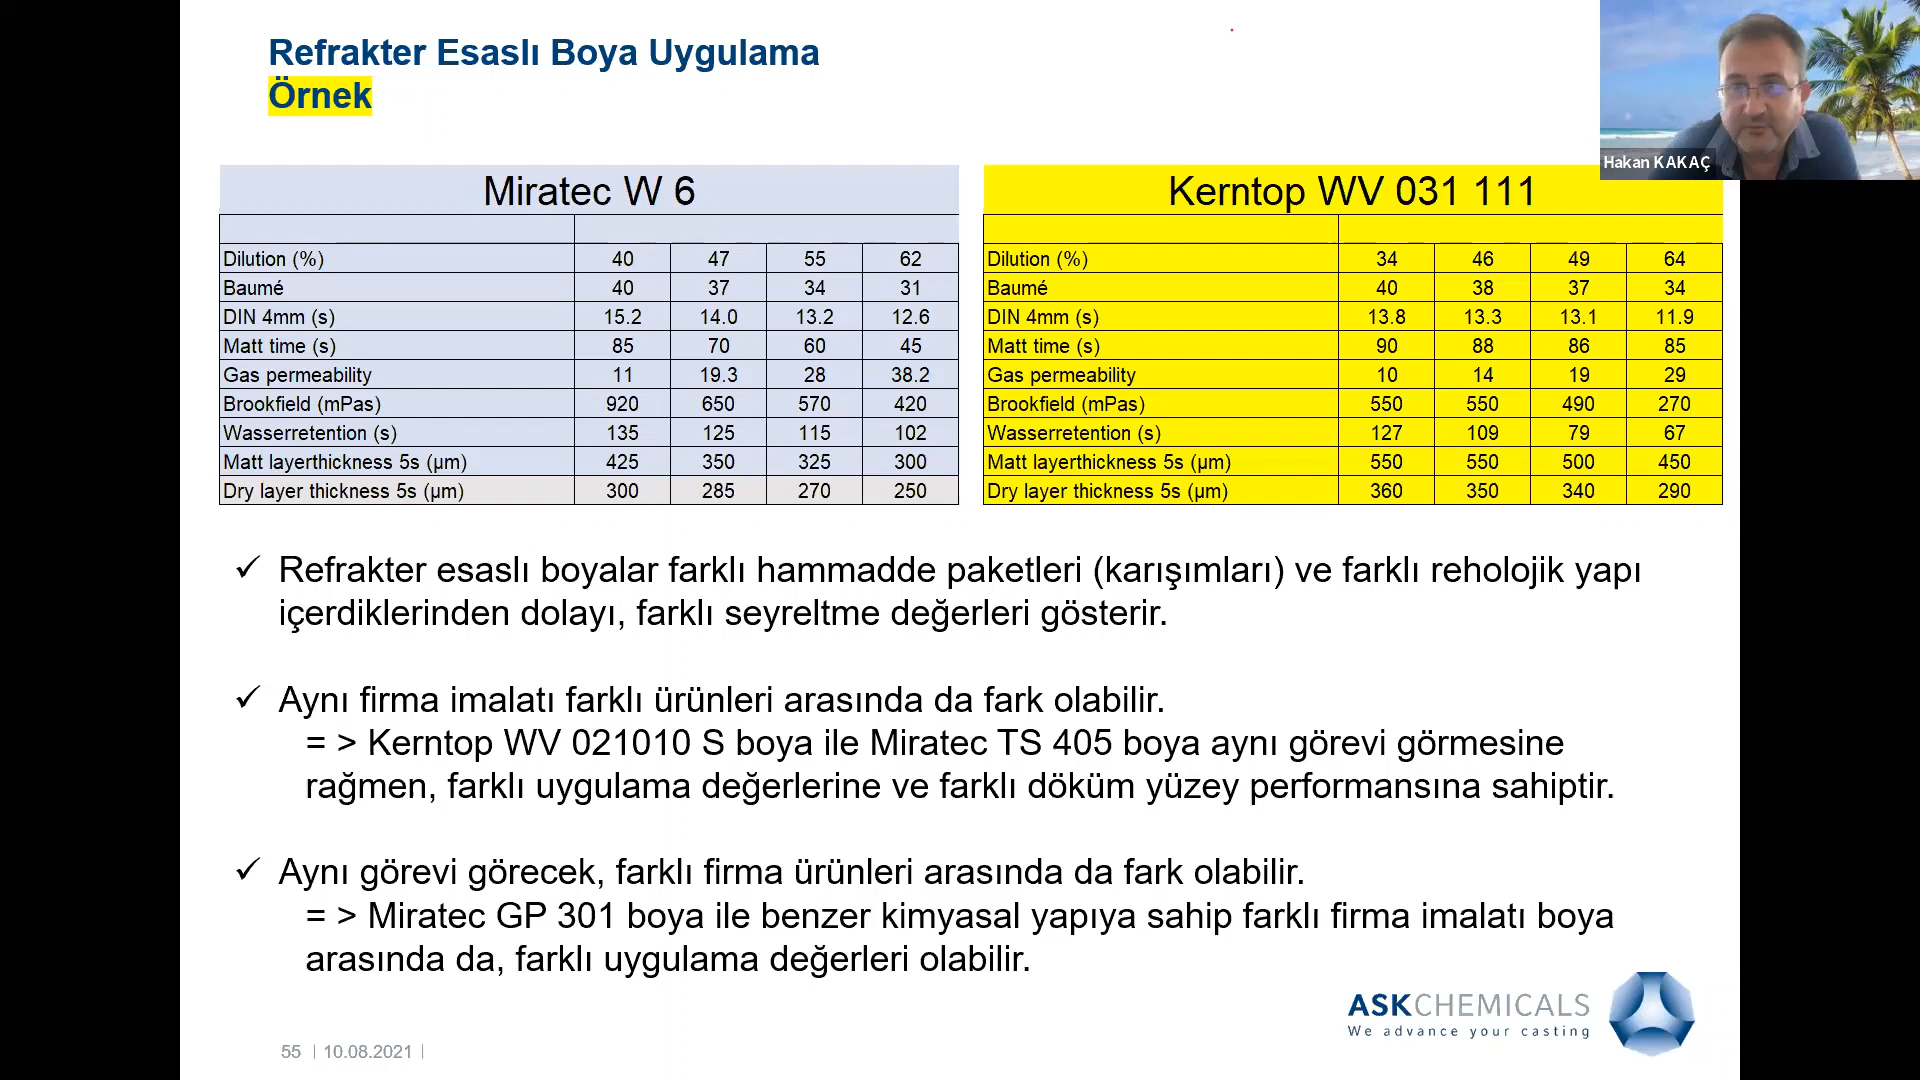 Refrakter Esaslı Boya Uygulama
Örnek
Hakan KAKAÇ
Miratec W 6
Dilution (%) 40 47 55 62
Baumé 40 37 34 31
DIN 4mm (s) 15.2 14.0 13.2 12.6
Matt time (s) 85 70 60 45
Gas permeability 11 19.3 28 38.2
Brookfield (mPas) 920 650 570 420
Wasserretention (s) 135 125 115 102
Matt layerthickness 5s (µm) 425 350 325 300
Dry layer thickness 5s (µm) 300 285 270 250
Kerntop WV 031 111
Dilution (%) 34 46 49 64
Baumé 40 38 37 34
DIN 4mm (s) 13.8 13.3 13.1 11.9
Matt time (s) 90 88 86 85
Gas permeability 10 14 19 29
Brookfield (mPas) 550 550 490 270
Wasserretention (s) 127 109 79 67
Matt layerthickness 5s (µm) 550 550 500 450
Dry layer thickness 5s (µm) 360 350 340 290
✓ Refrakter esaslı boyalar farklı hammadde paketleri (karışımları) ve farklı reholojik yapı
içerdiklerinden dolayı, farklı seyreltme değerleri gösterir.
✓ Aynı firma imalatı farklı ürünleri arasında da fark olabilir.
= > Kerntop WV 021010 S boya ile Miratec TS 405 boya aynı görevi görmesine
rağmen, farklı uygulama değerlerine ve farklı döküm yüzey performansına sahiptir.
✓ Aynı görevi görecek, farklı firma ürünleri arasında da fark olabilir.
= > Miratec GP 301 boya ile benzer kimyasal yapıya sahip farklı firma imalatı boya
arasında da, farklı uygulama değerleri olabilir.
ASKCHEMICALS
We advance your casting
55 | 10.08.2021 |